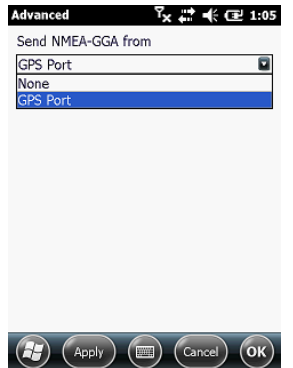 Advanced 1:05
Send NMEA-GGA from
GPS Port
None
GPS Port
Apply Cancel OK